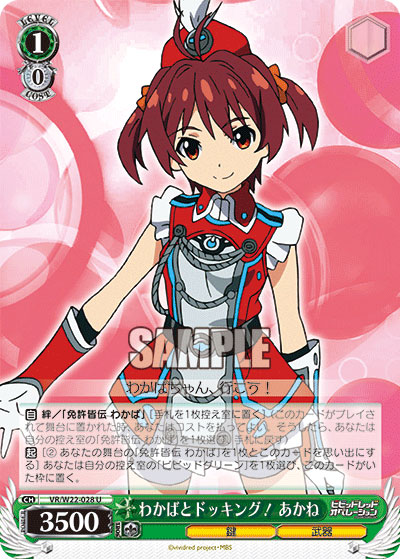 LEVEL
1
0
COST
SAMPLE
わかばちゃん、行こう！
自 絆／「免許皆伝 わかば」 [手札を1枚控え室に置く]（このカードがプレイされて舞台に置かれた時、あなたはコストを払ってよい。そうしたら、あなたは自分の控え室の「免許皆伝 わかば」を1枚選び、手札に戻す）
起 [② あなたの舞台の「免許皆伝 わかば」を1枚とこのカードを思い出にする] あなたは自分の控え室の「ビビッドグリーン」を1枚選び、このカードがいた枠に置く。
CH VR/W22-028 U
わかばとドッキング！ あかね
ビビッドレッド・オペレーション
3500
鍵
武器
©vividred project・MBS